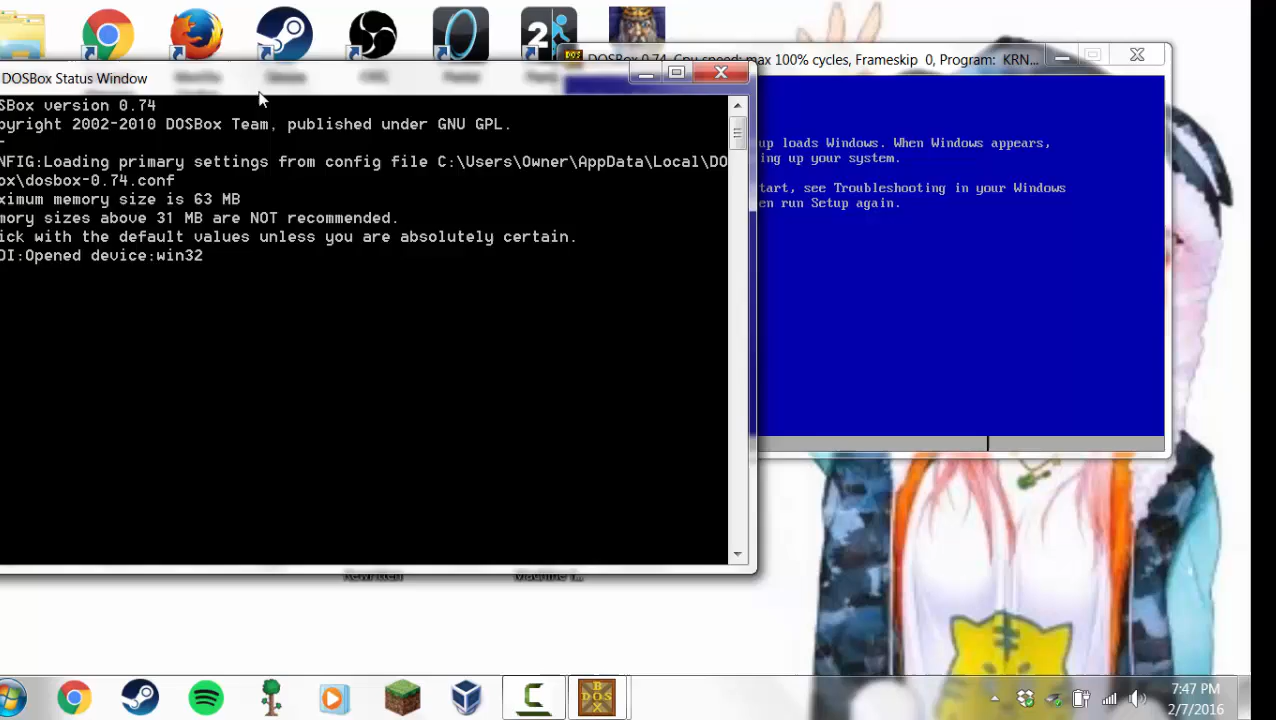 DOSBox 0.74, Cpu speed: max 100% cycles, Frameskip 0, Program: KRN...
DOSBox Status Window
SBox version 0.74
pyright 2002-2010 DOSBox Team, published under GNU GPL.
-
NFIG:Loading primary settings from config file C:\Users\Owner\AppData\Local\DO
ox\dosbox-0.74.conf
ximum memory size is 63 MB
mory sizes above 31 MB are NOT recommended.
ick with the default values unless you are absolutely certain.
DI:Opened device:win32
up loads Windows. When Windows appears,
ing up your system.
tart, see Troubleshooting in your Windows
en run Setup again.
Rewritten
7:47 PM
2/7/2016